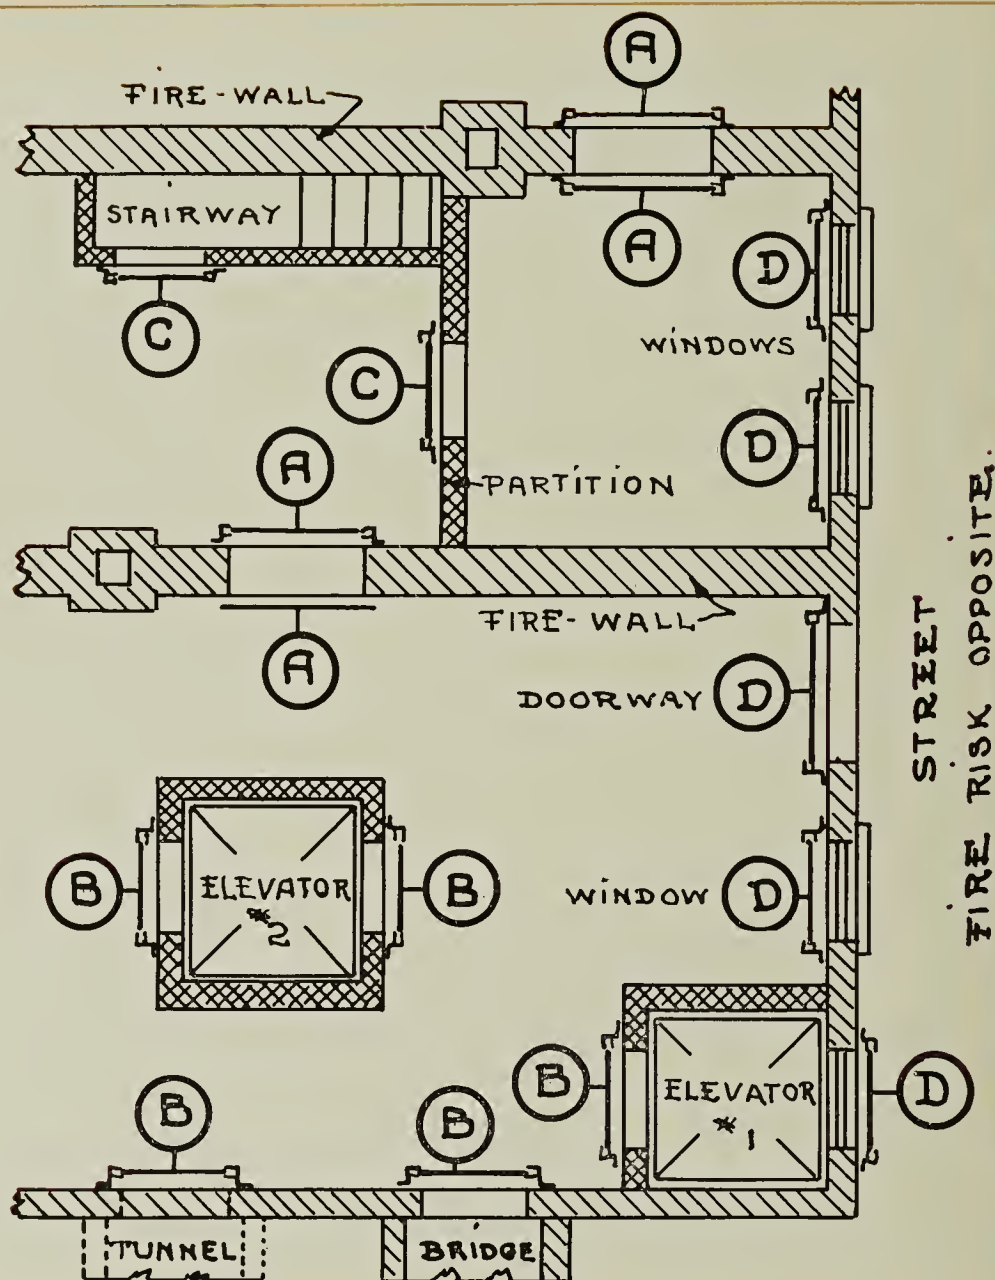 A
FIRE-WALL
STAIRWAY
A
D
C
WINDOWS
C
D
A
PARTITION
FIRE-WALL
A
DOORWAY
D
STREET
FIRE RISK OPPOSITE.
B
ELEVATOR
#2
B
WINDOW
D
B
ELEVATOR
#1
D
B
B
TUNNEL
BRIDGE